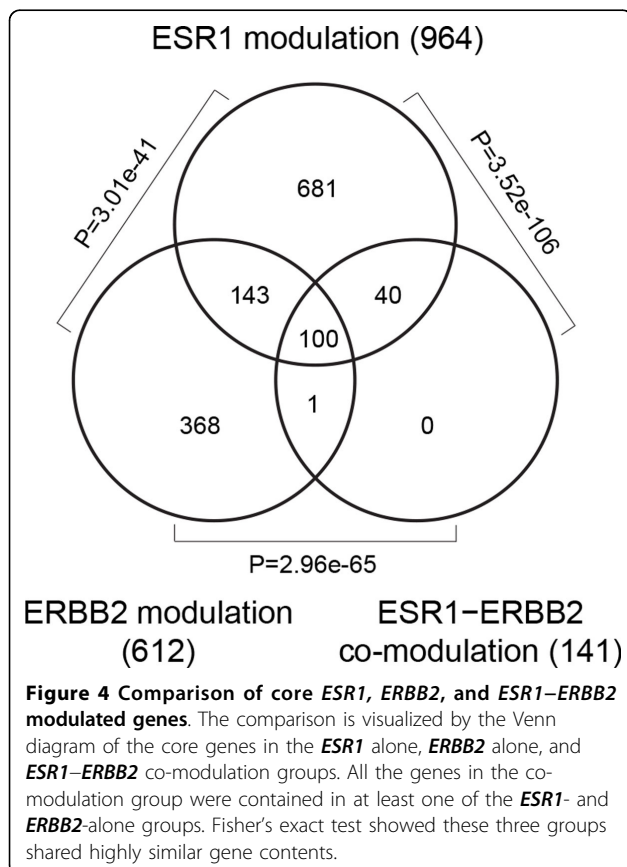 ESR1 modulation (964)
P=3.01e-41
P=3.52e-106
681
143
40
100
1
368
0
P=2.96e-65
ERBB2 modulation
(612)
ESR1−ERBB2
co-modulation (141)
Figure 4 Comparison of core ESR1, ERBB2, and ESR1−ERBB2
modulated genes. The comparison is visualized by the Venn
diagram of the core genes in the ESR1 alone, ERBB2 alone, and
ESR1−ERBB2 co-modulation groups. All the genes in the co-
modulation group were contained in at least one of the ESR1- and
ERBB2-alone groups. Fisher's exact test showed these three groups
shared highly similar gene contents.